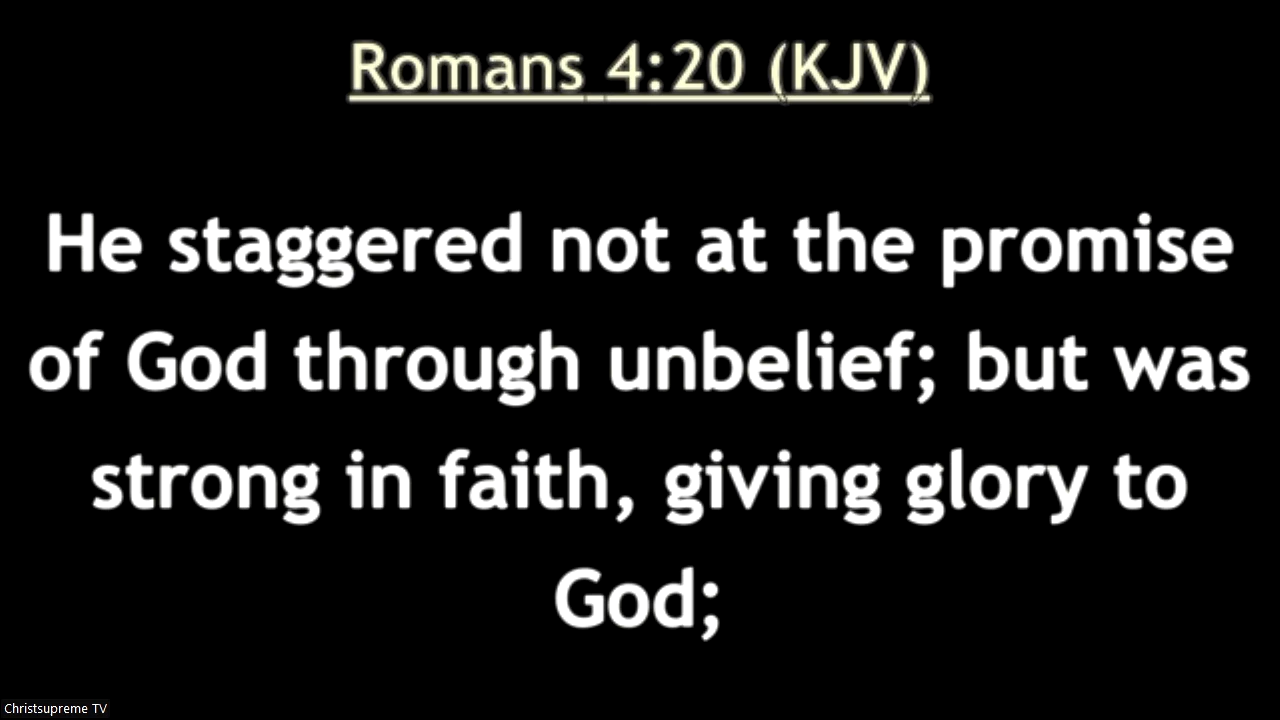 Romans 4:20 (KJV)
He staggered not at the promise
of God through unbelief; but was
strong in faith, giving glory to
God;
Christsupreme TV